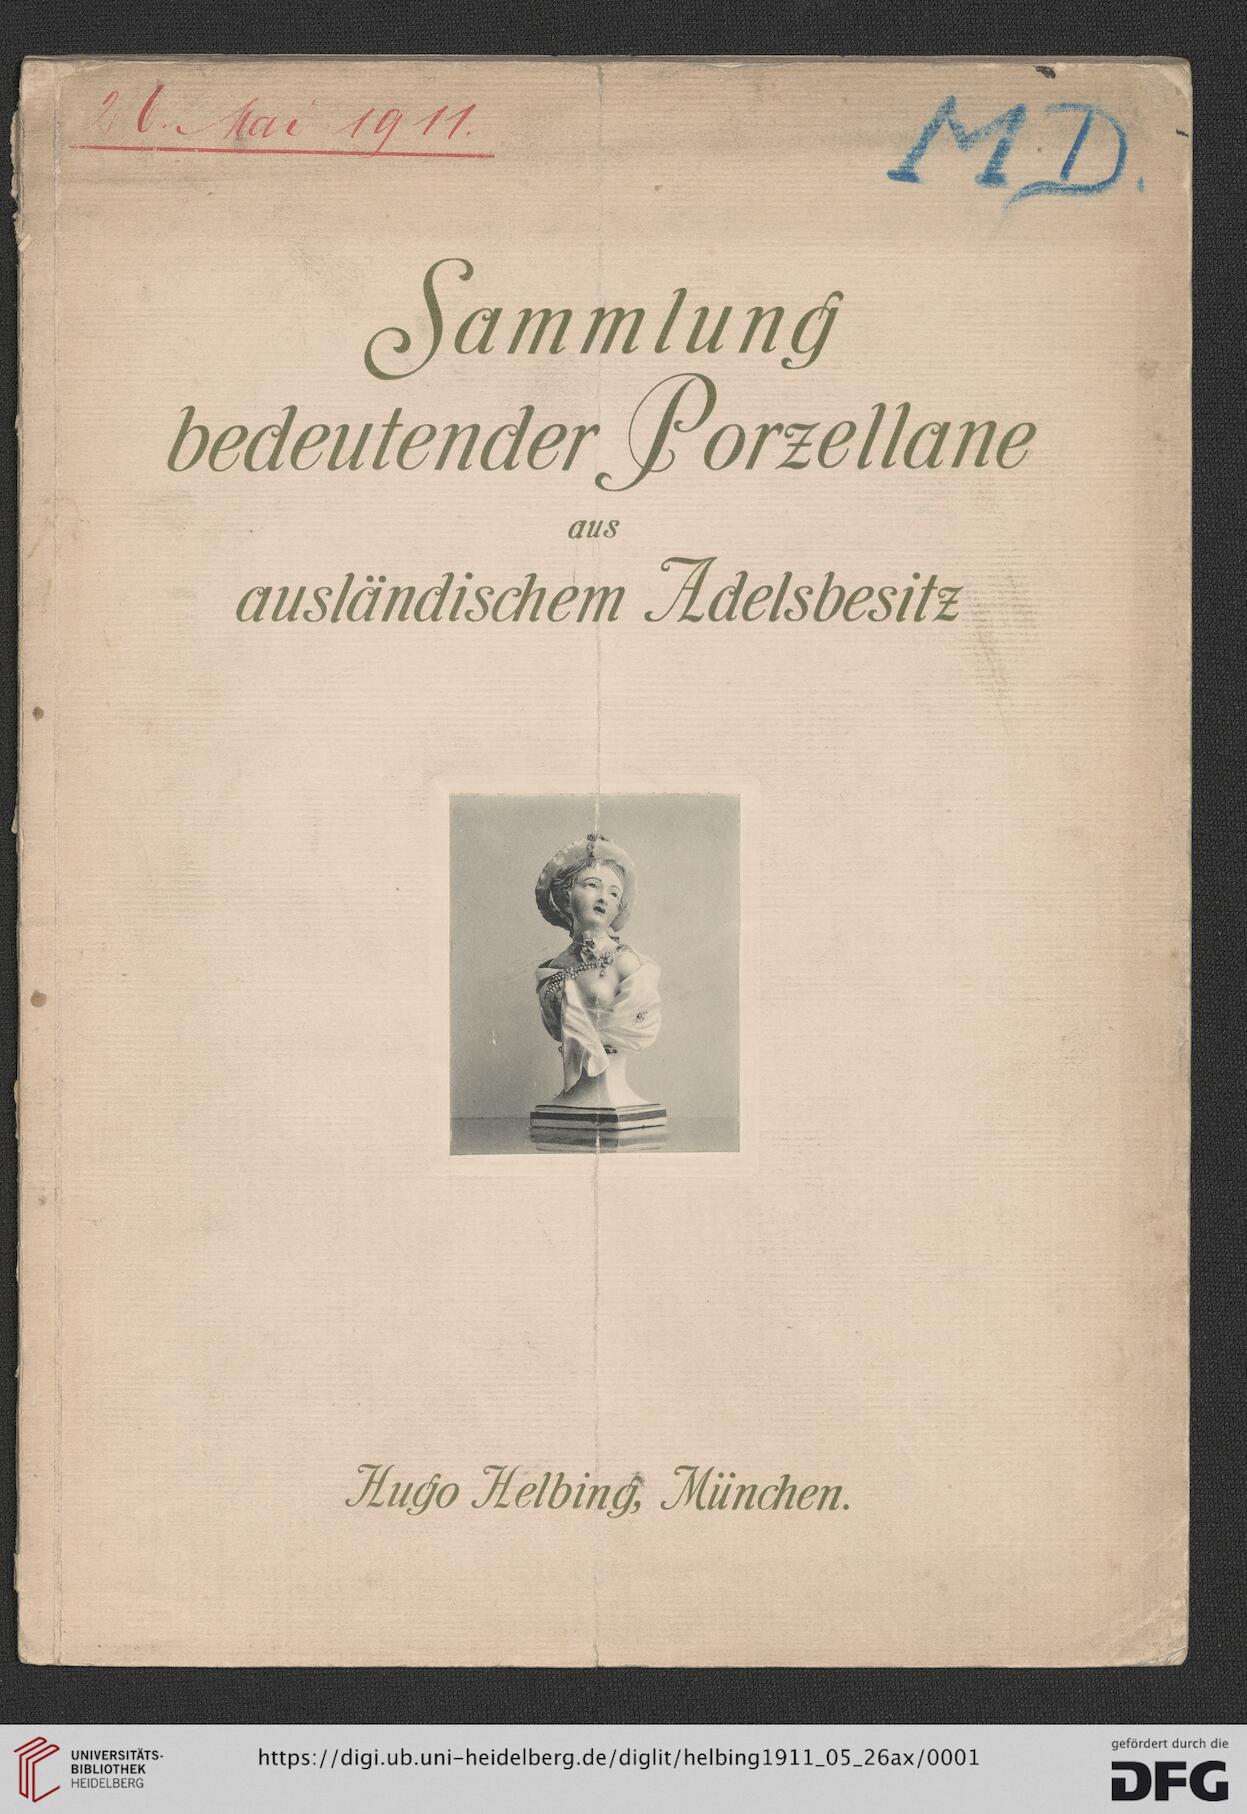 26. Mai 1911.
M.D.
Sammlung
bedeutender Porzellane
aus
ausländischem Adelsbesitz
Hugo Helbing, München.
UNIVERSITÄTS-
BIBLIOTHEK
HEIDELBERG
https://digi.ub.uni-heidelberg.de/diglit/helbing1911_05_26ax/0001
gefördert durch die
DFG